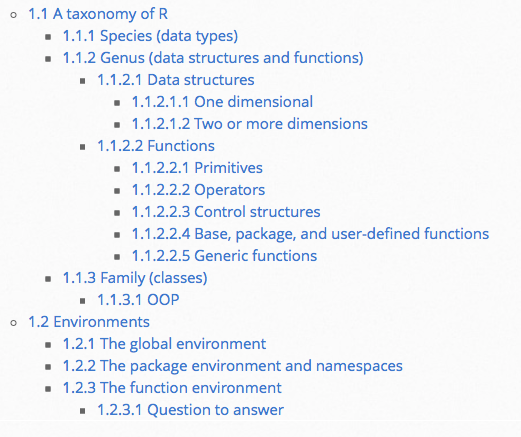 1.1 A taxonomy of R
1.1.1 Species (data types)
1.1.2 Genus (data structures and functions)
1.1.2.1 Data structures
1.1.2.1.1 One dimensional
1.1.2.1.2 Two or more dimensions
1.1.2.2 Functions
1.1.2.2.1 Primitives
1.1.2.2.2 Operators
1.1.2.2.3 Control structures
1.1.2.2.4 Base, package, and user-defined functions
1.1.2.2.5 Generic functions
1.1.3 Family (classes)
1.1.3.1 OOP
1.2 Environments
1.2.1 The global environment
1.2.2 The package environment and namespaces
1.2.3 The function environment
1.2.3.1 Question to answer